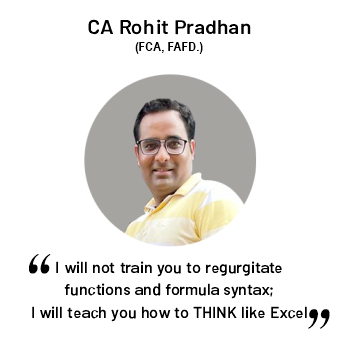 CA Rohit Pradhan
(FCA, FAFD.)
“ I will not train you to regurgitate
functions and formula syntax;
I will teach you how to THINK like Excel ”